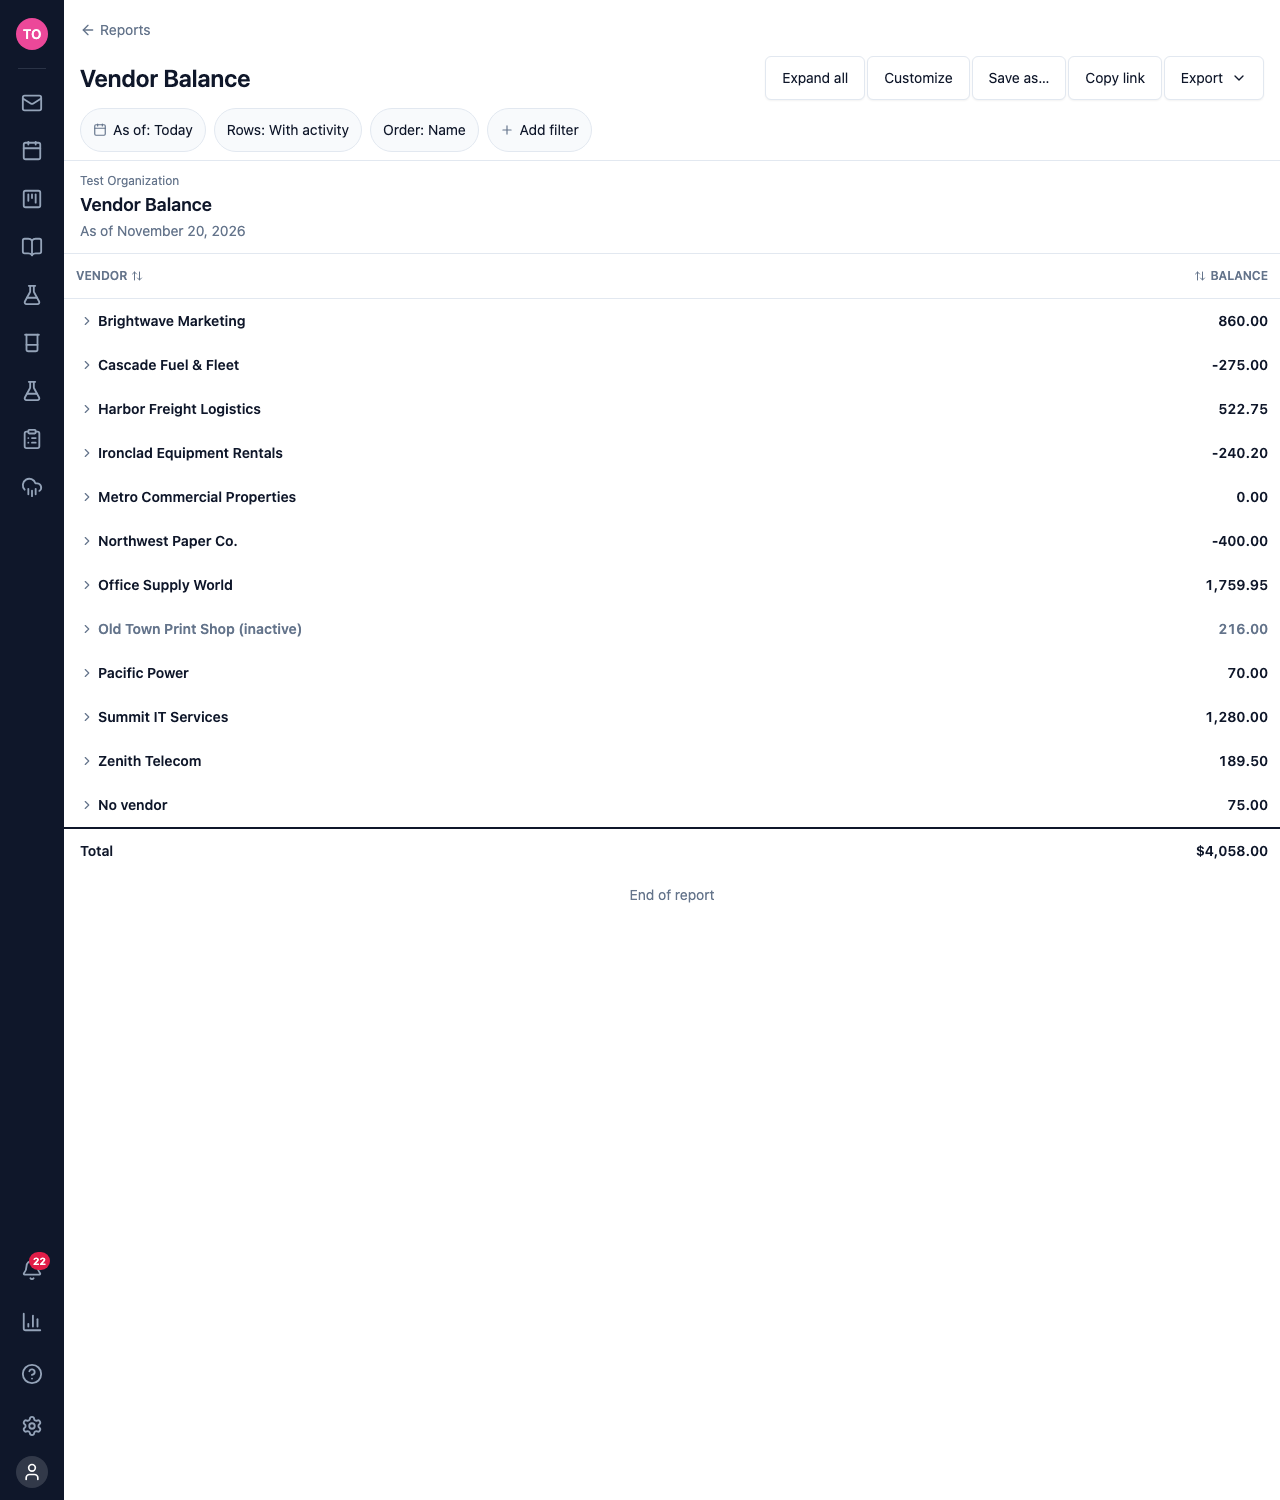 TO
Reports
Vendor Balance
Expand all
Customize
Save as...
Copy link
Export
As of: Today
Rows: With activity
Order: Name
Add filter
Test Organization
Vendor Balance
As of November 20, 2026
VENDOR BALANCE
Brightwave Marketing 860.00
Cascade Fuel & Fleet -275.00
Harbor Freight Logistics 522.75
Ironclad Equipment Rentals -240.20
Metro Commercial Properties 0.00
Northwest Paper Co. -400.00
Office Supply World 1,759.95
Old Town Print Shop (inactive) 216.00
Pacific Power 70.00
Summit IT Services 1,280.00
Zenith Telecom 189.50
No vendor 75.00
Total $4,058.00
End of report
22